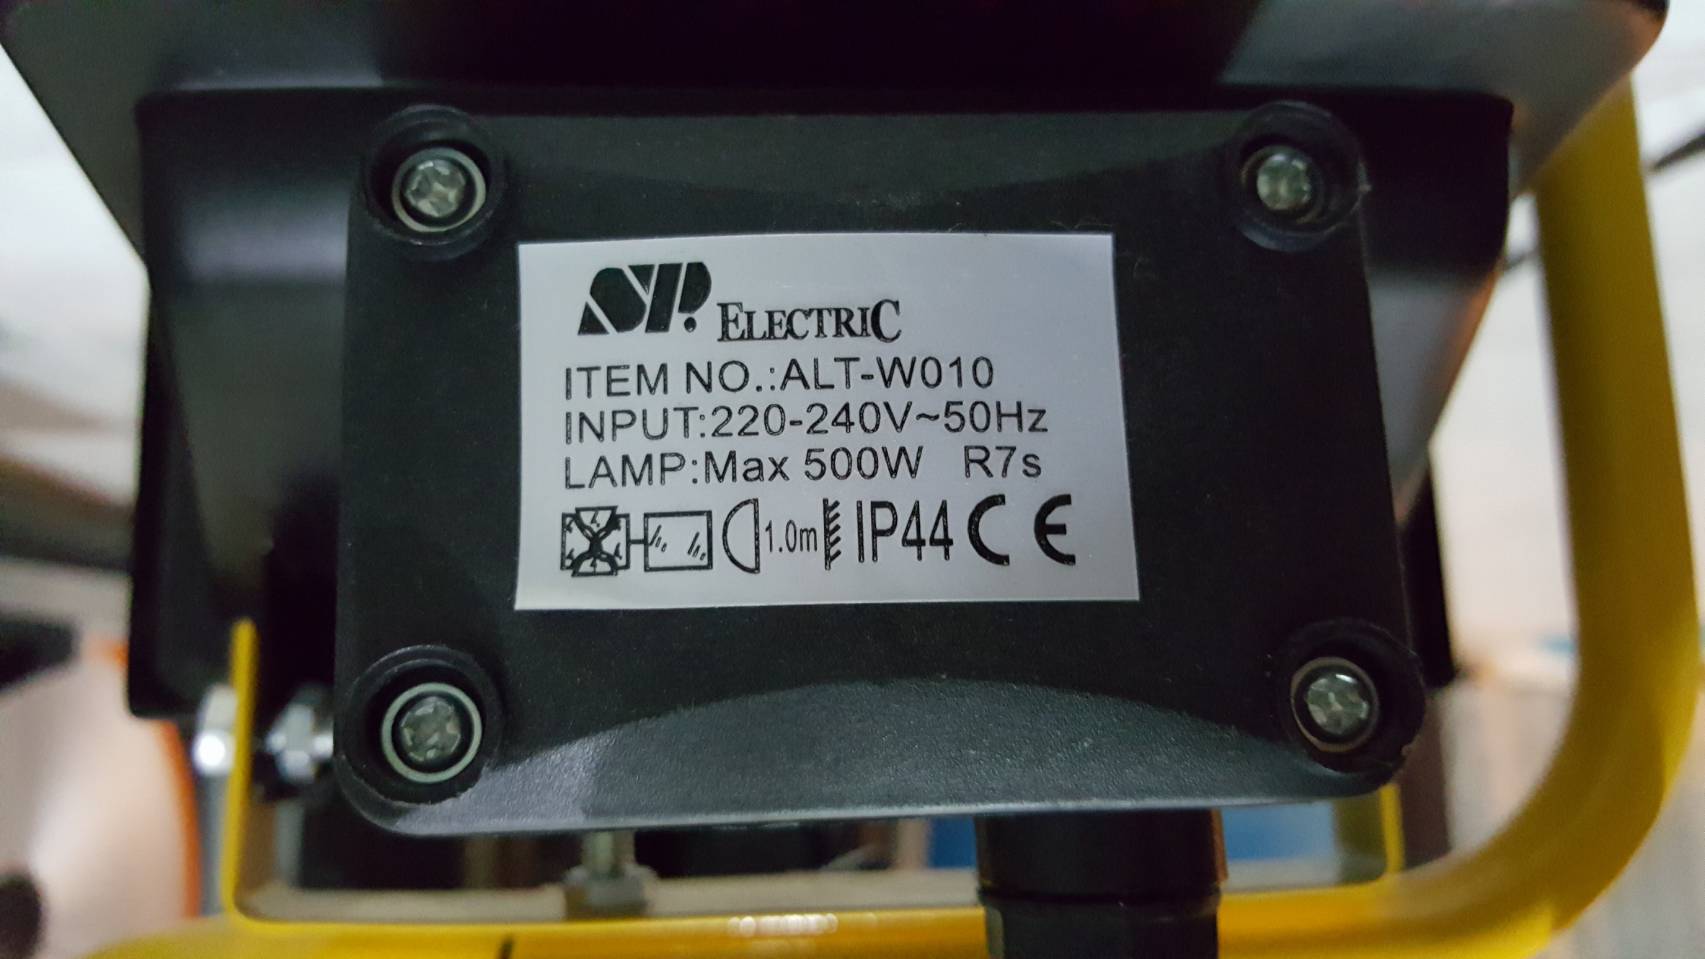 SP. ELECTRIC
ITEM NO.:ALT-W010
INPUT:220-240V~50Hz
LAMP:Max 500W R7s
1.0m IP44 CE